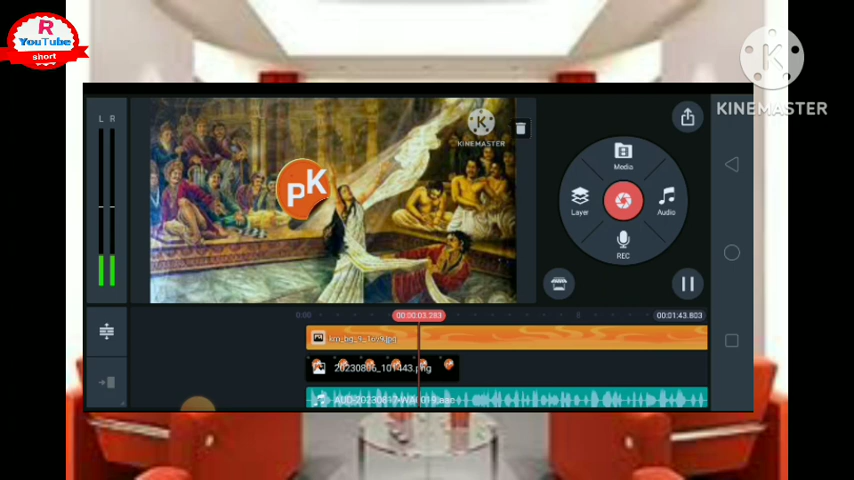 R
YouTube
short
KINEMASTER
L R
KINEMASTER
PK
Media
Layer
Audio
REC
0:00
00:00:03.283
00:01:43.803
20230806_101443.png